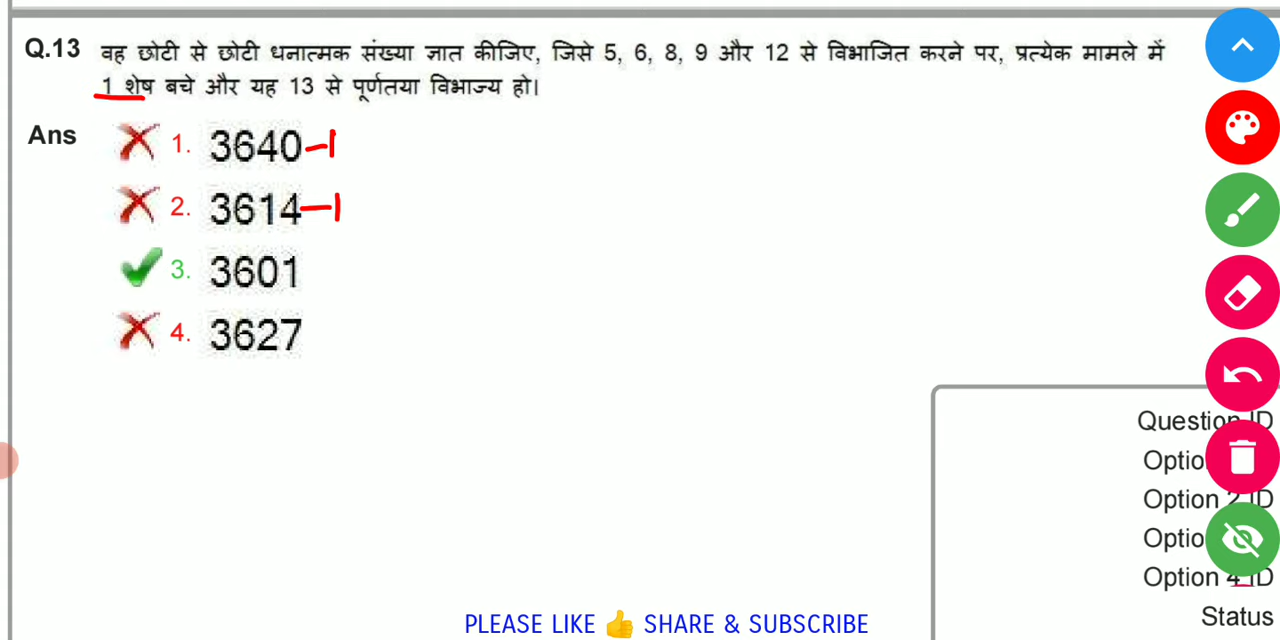 Q.13 वह छोटी से छोटी धनात्मक संख्या ज्ञात कीजिए, जिसे 5, 6, 8, 9 और 12 से विभाजित करने पर, प्रत्येक मामले में
1 शेष बचे और यह 13 से पूर्णतया विभाज्य हो।
Ans 1. 3640 -1
2. 3614 -1
3. 3601
4. 3627
Question ID
Option 2 ID
Option 4 ID
Status
PLEASE LIKE 👍 SHARE & SUBSCRIBE